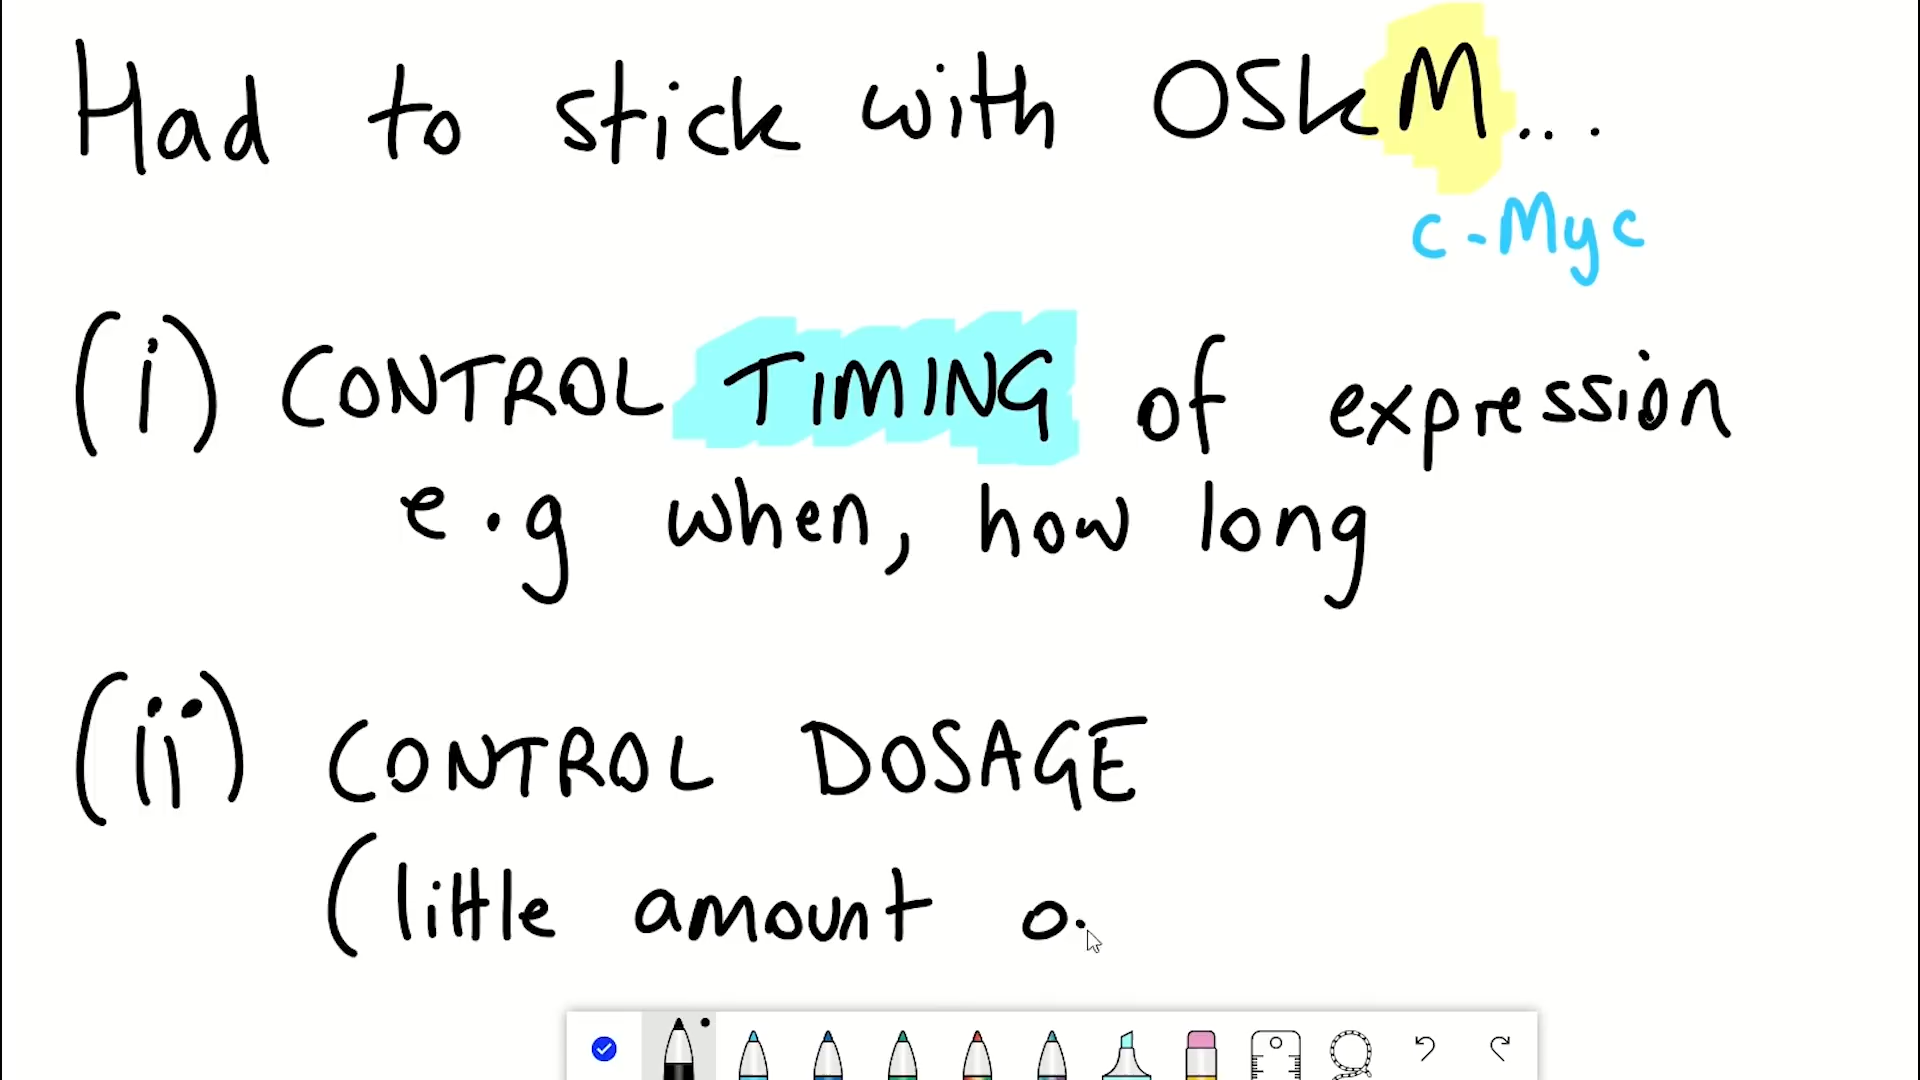 Had to stick with OSKM...
c-Myc
(i) CONTROL TIMING of expression
e.g when, how long
(ii) CONTROL DOSAGE
(little amount o